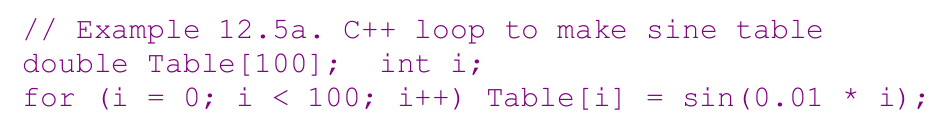 // Example 12.5a. C++ loop to make sine table
double Table[100];  int i;
for (i = 0; i < 100; i++) Table[i] = sin(0.01 * i);